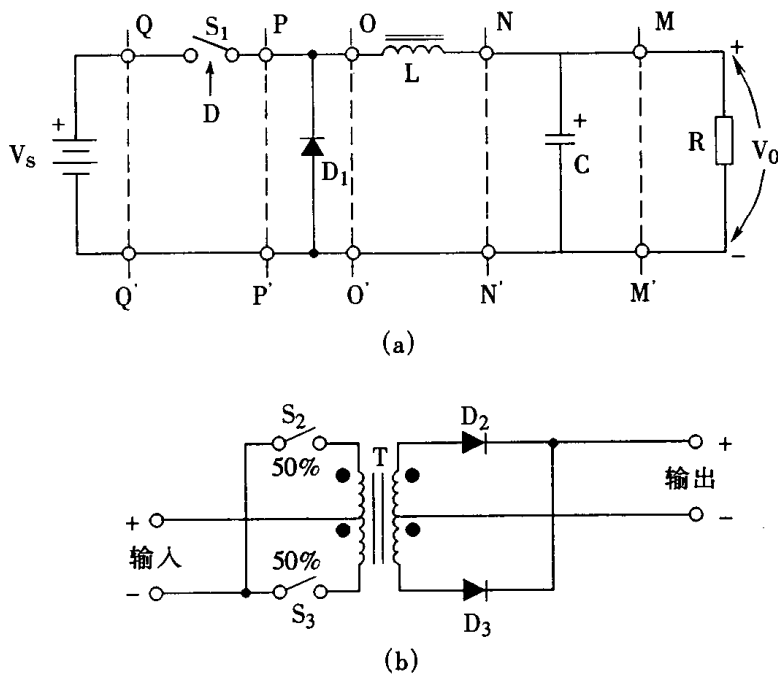 Q S₁ P O N M
L
D
+
Vs
D₁
+
C
R
+
V₀
−
Q' P' O' N' M'
(a)
S₂
50%
T
D₂
+
输出
−
+
输入
−
50%
S₃
D₃
(b)